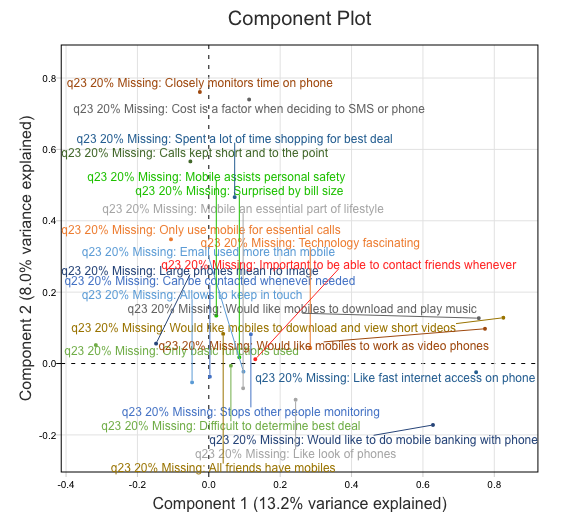 Component Plot
q23 20% Missing: Closely monitors time on phone
q23 20% Missing: Cost is a factor when deciding to SMS or phone
q23 20% Missing: Spent a lot of time shopping for best deal
q23 20% Missing: Calls kept short and to the point
q23 20% Missing: Mobile assists personal safety
q23 20% Missing: Surprised by bill size
q23 20% Missing: Mobile an essential part of lifestyle
q23 20% Missing: Only use mobile for essential calls
q23 20% Missing: Technology fascinating
q23 20% Missing: Email used more than mobile
q23 20% Missing: Important to be able to contact friends whenever
q23 20% Missing: Large phones mean no image
q23 20% Missing: Can be contacted whenever needed
q23 20% Missing: Allows to keep in touch
q23 20% Missing: Would like mobiles to download and play music
q23 20% Missing: Would like mobiles to download and view short videos
q23 20% Missing: Would like mobiles to work as video phones
q23 20% Missing: Only basic functions used
q23 20% Missing: Like fast internet access on phone
q23 20% Missing: Stops other people monitoring
q23 20% Missing: Difficult to determine best deal
q23 20% Missing: Would like to do mobile banking with phone
q23 20% Missing: Like look of phones
q23 20% Missing: All friends have mobiles
0.8
0.6
0.4
0.2
0.0
-0.2
-0.4
-0.2
0.0
0.2
0.4
0.6
0.8
Component 2 (8.0% variance explained)
Component 1 (13.2% variance explained)